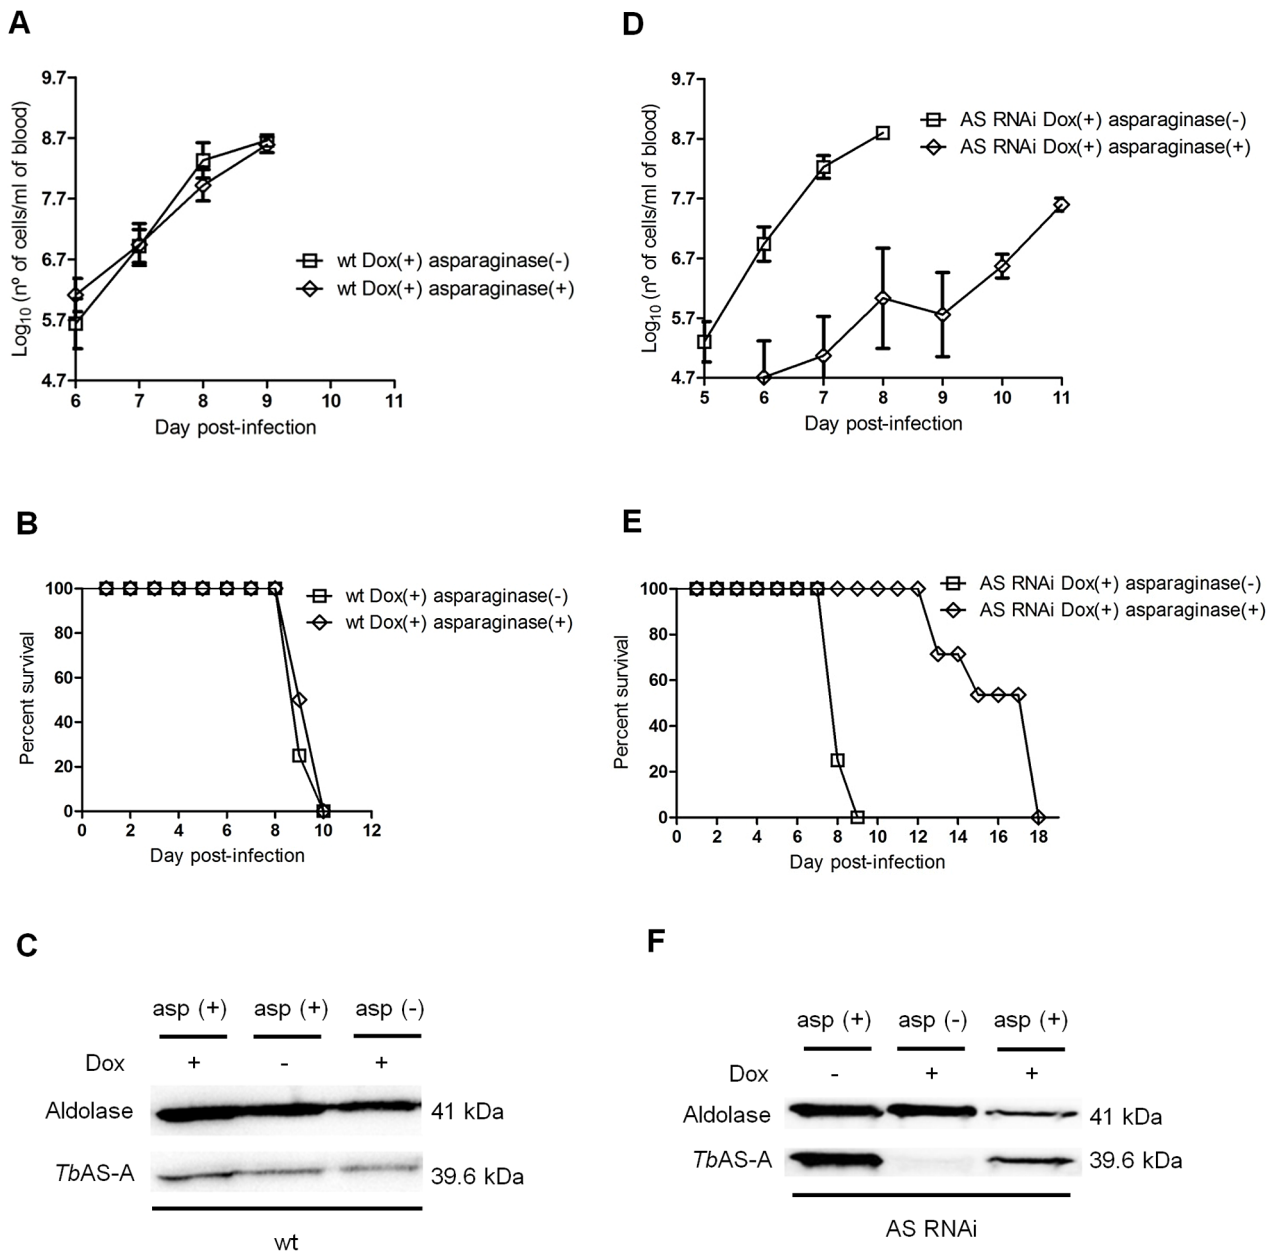 A
9.7
8.7
7.7
6.7
5.7
4.7
Log10 (nº of cells/ml of blood)
wt Dox(+) asparaginase(-)
wt Dox(+) asparaginase(+)
6 7 8 9 10 11
Day post-infection
D
9.7
8.7
7.7
6.7
5.7
4.7
Log10 (nº of cells/ml of blood)
AS RNAi Dox(+) asparaginase(-)
AS RNAi Dox(+) asparaginase(+)
5 6 7 8 9 10 11
Day post-infection
B
100
80
60
40
20
0
Percent survival
wt Dox(+) asparaginase(-)
wt Dox(+) asparaginase(+)
0 2 4 6 8 10 12
Day post-infection
E
100
80
60
40
20
0
Percent survival
AS RNAi Dox(+) asparaginase(-)
AS RNAi Dox(+) asparaginase(+)
0 2 4 6 8 10 12 14 16 18
Day post-infection
C
asp (+) asp (+) asp (-)
Dox + - +
Aldolase 41 kDa
TbAS-A 39.6 kDa
wt
F
asp (+) asp (-) asp (+)
Dox - + +
Aldolase 41 kDa
TbAS-A 39.6 kDa
AS RNAi